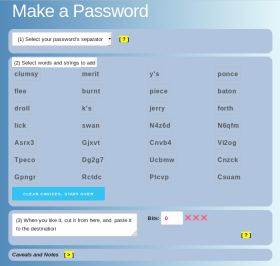 Make a Password
(1) Select your password's separator [ ? ]
(2) Select words and strings to add
clumsy merit y's ponce
flee burnt piece baton
droll k's jerry forth
lick swan N4z6d N6qfm
Asrx3 Gjxvt Cnvb4 Vi2og
Tpeco Dg2g7 Ucbmw Cnzck
Gpngr Rctdc Ptcvp Csuam
CLEAR CHOICES, START OVER
(3) When you like it, cut it from here, and paste it Bits: 0
to the destination
[ ? ]
Caveats and Notes [ > ]